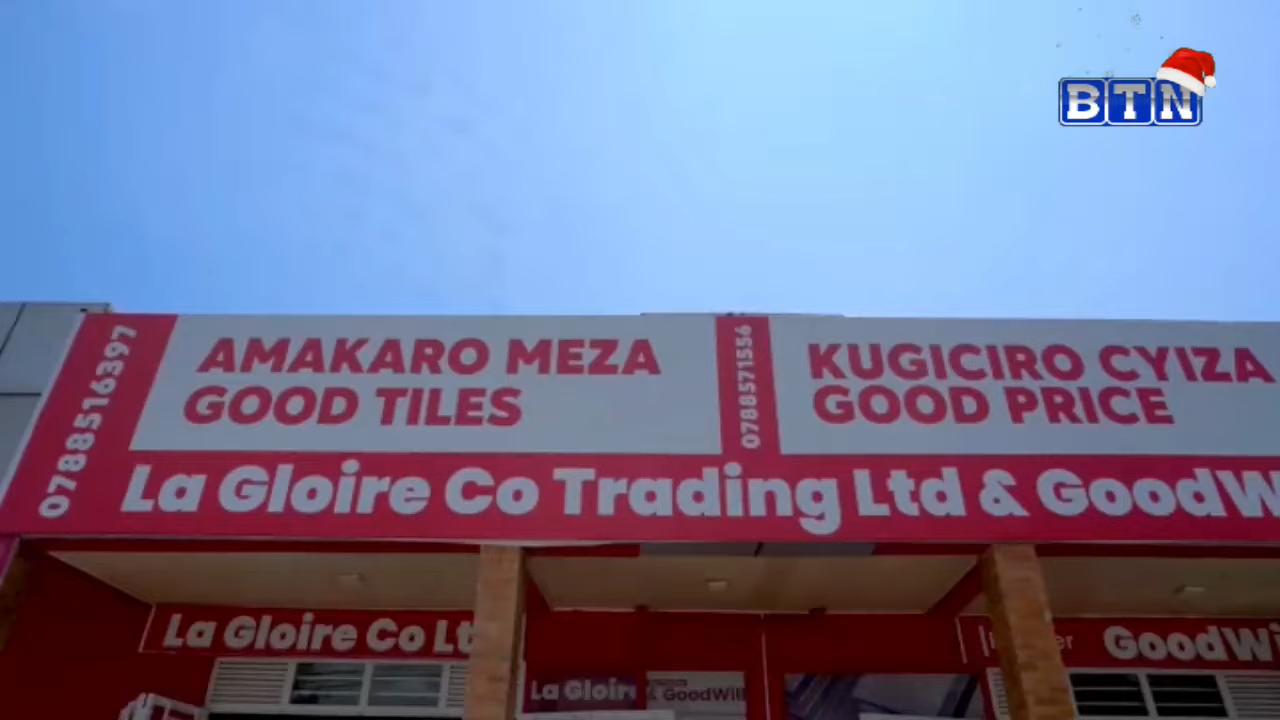 BTN
0788516397
AMAKARO MEZA
GOOD TILES
0788571556
KUGICIRO CYIZA
GOOD PRICE
La Gloire Co Trading Ltd & GoodW
La Gloire Co Lt
GoodWi
La Gloire
& GoodWill